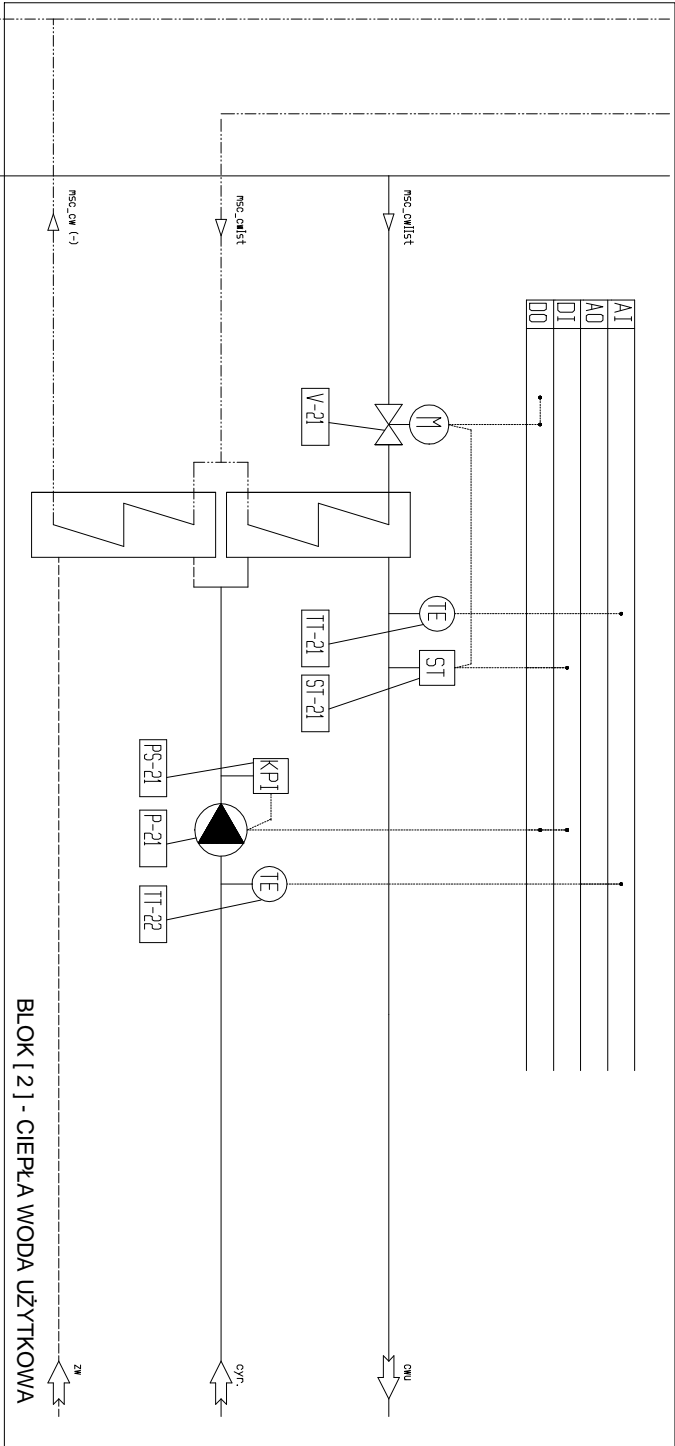 AI
AO
DI
DO
M
TE
ST
msc_cwIIst
cwu
V-21
TT-21
ST-21
KPI
TE
msc_cwIst
cyr.
PS-21
P-21
TT-22
msc_cw (-)
zw
BLOK [ 2 ] - CIEPŁA WODA UŻYTKOWA